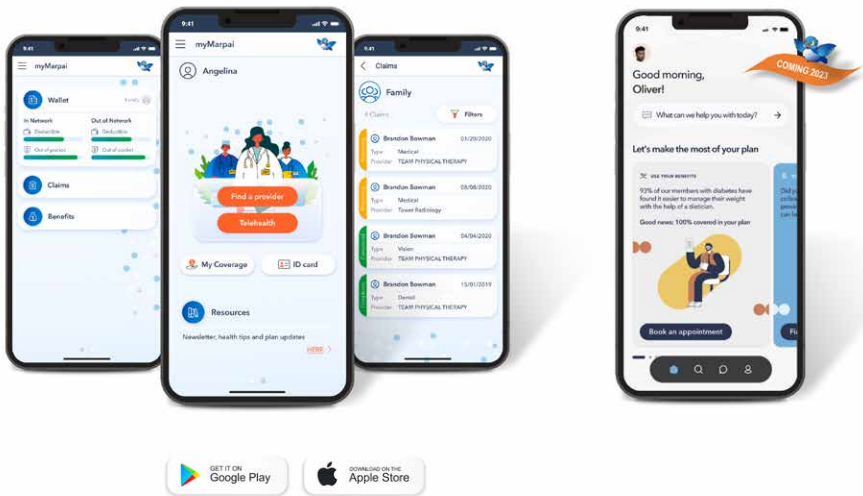 9:41
myMarpai
Wallet
Family
In Network
Out of Network
Deductible
Deductible
Out of pocket
Out of pocket
Claims
Benefits
9:41
myMarpai
Angelina
Find a provider
Telehealth
My Coverage
ID card
Resources
Newsletter, health tips and plan updates
HERE >
9:41
Claims
Family
Claims
Filters
Brandon Bowman 01/20/2020
Type Medical
Provider TEAM PHYSICAL THERAPY
Brandon Bowman 03/08/2020
Type Medical
Provider Tower Radiology
Brandon Bowman 04/04/2020
Type Vision
Provider TEAM PHYSICAL THERAPY
Brandon Bowman 15/01/2019
Type Dental
Provider TEAM PHYSICAL THERAPY
9:41
COMING 2023
Good morning,
Oliver!
What can we help you with today?
Let's make the most of your plan
USE YOUR BENEFITS
93% of our members with diabetes have
found it easier to manage their weight
with the help of a dietician.
Good news: 100% covered in your plan
Book an appointment
GET IT ON
Google Play
DOWNLOAD ON THE
Apple Store